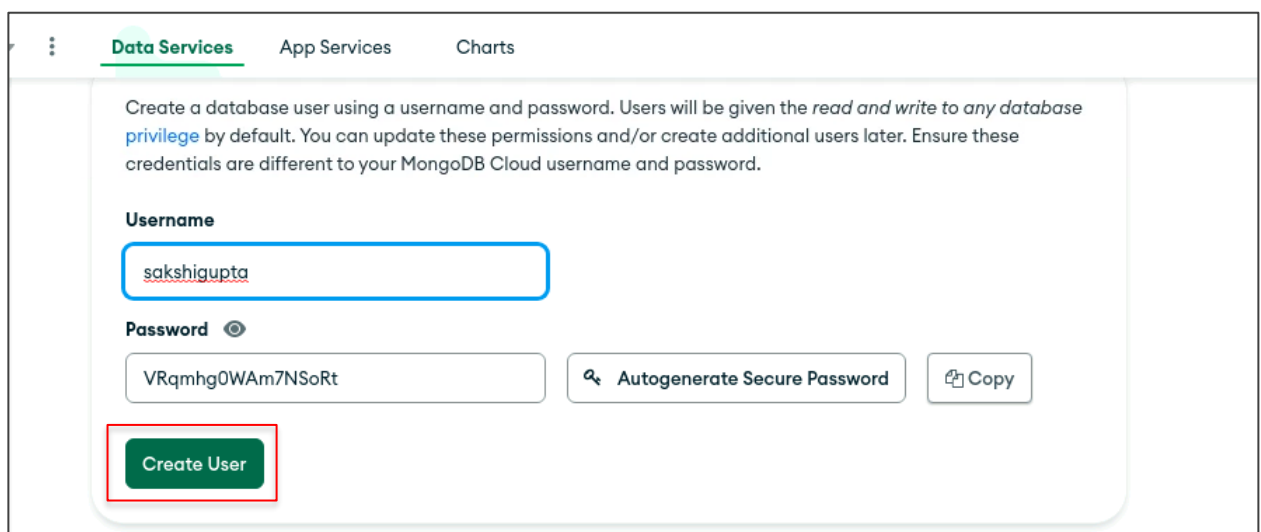 Data Services App Services Charts
Create a database user using a username and password. Users will be given the read and write to any database
privilege by default. You can update these permissions and/or create additional users later. Ensure these
credentials are different to your MongoDB Cloud username and password.
Username
sakshigupta
Password
VRqmhg0WAm7NSoRt Autogenerate Secure Password Copy
Create User